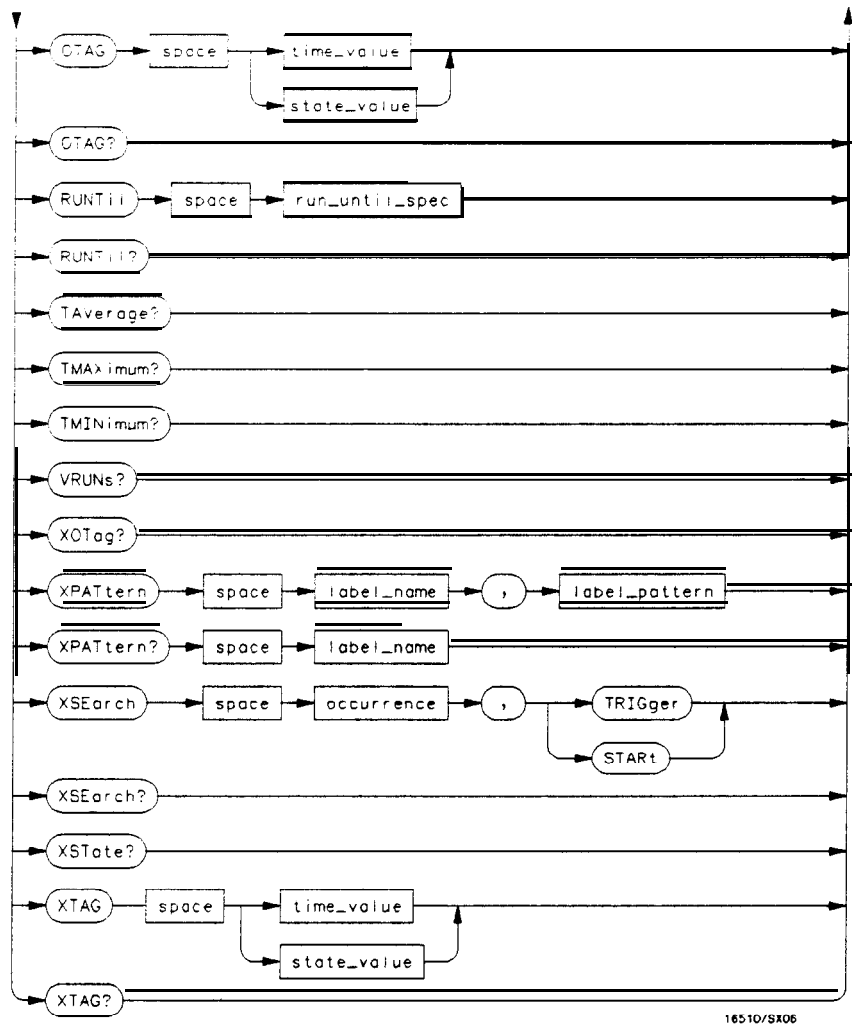 OTAG space time_value
state_value
OTAG?
RUNTil space run_until_spec
RUNTil?
TAVerage?
TMAXimum?
TMINimum?
VRUNs?
XOTag?
XPATtern space label_name , label_pattern
XPATtern? space label_name
XSEarch space occurrence , TRIGger
STARt
XSEarch?
XSTate?
XTAG space time_value
state_value
XTAG?
16510/SX06